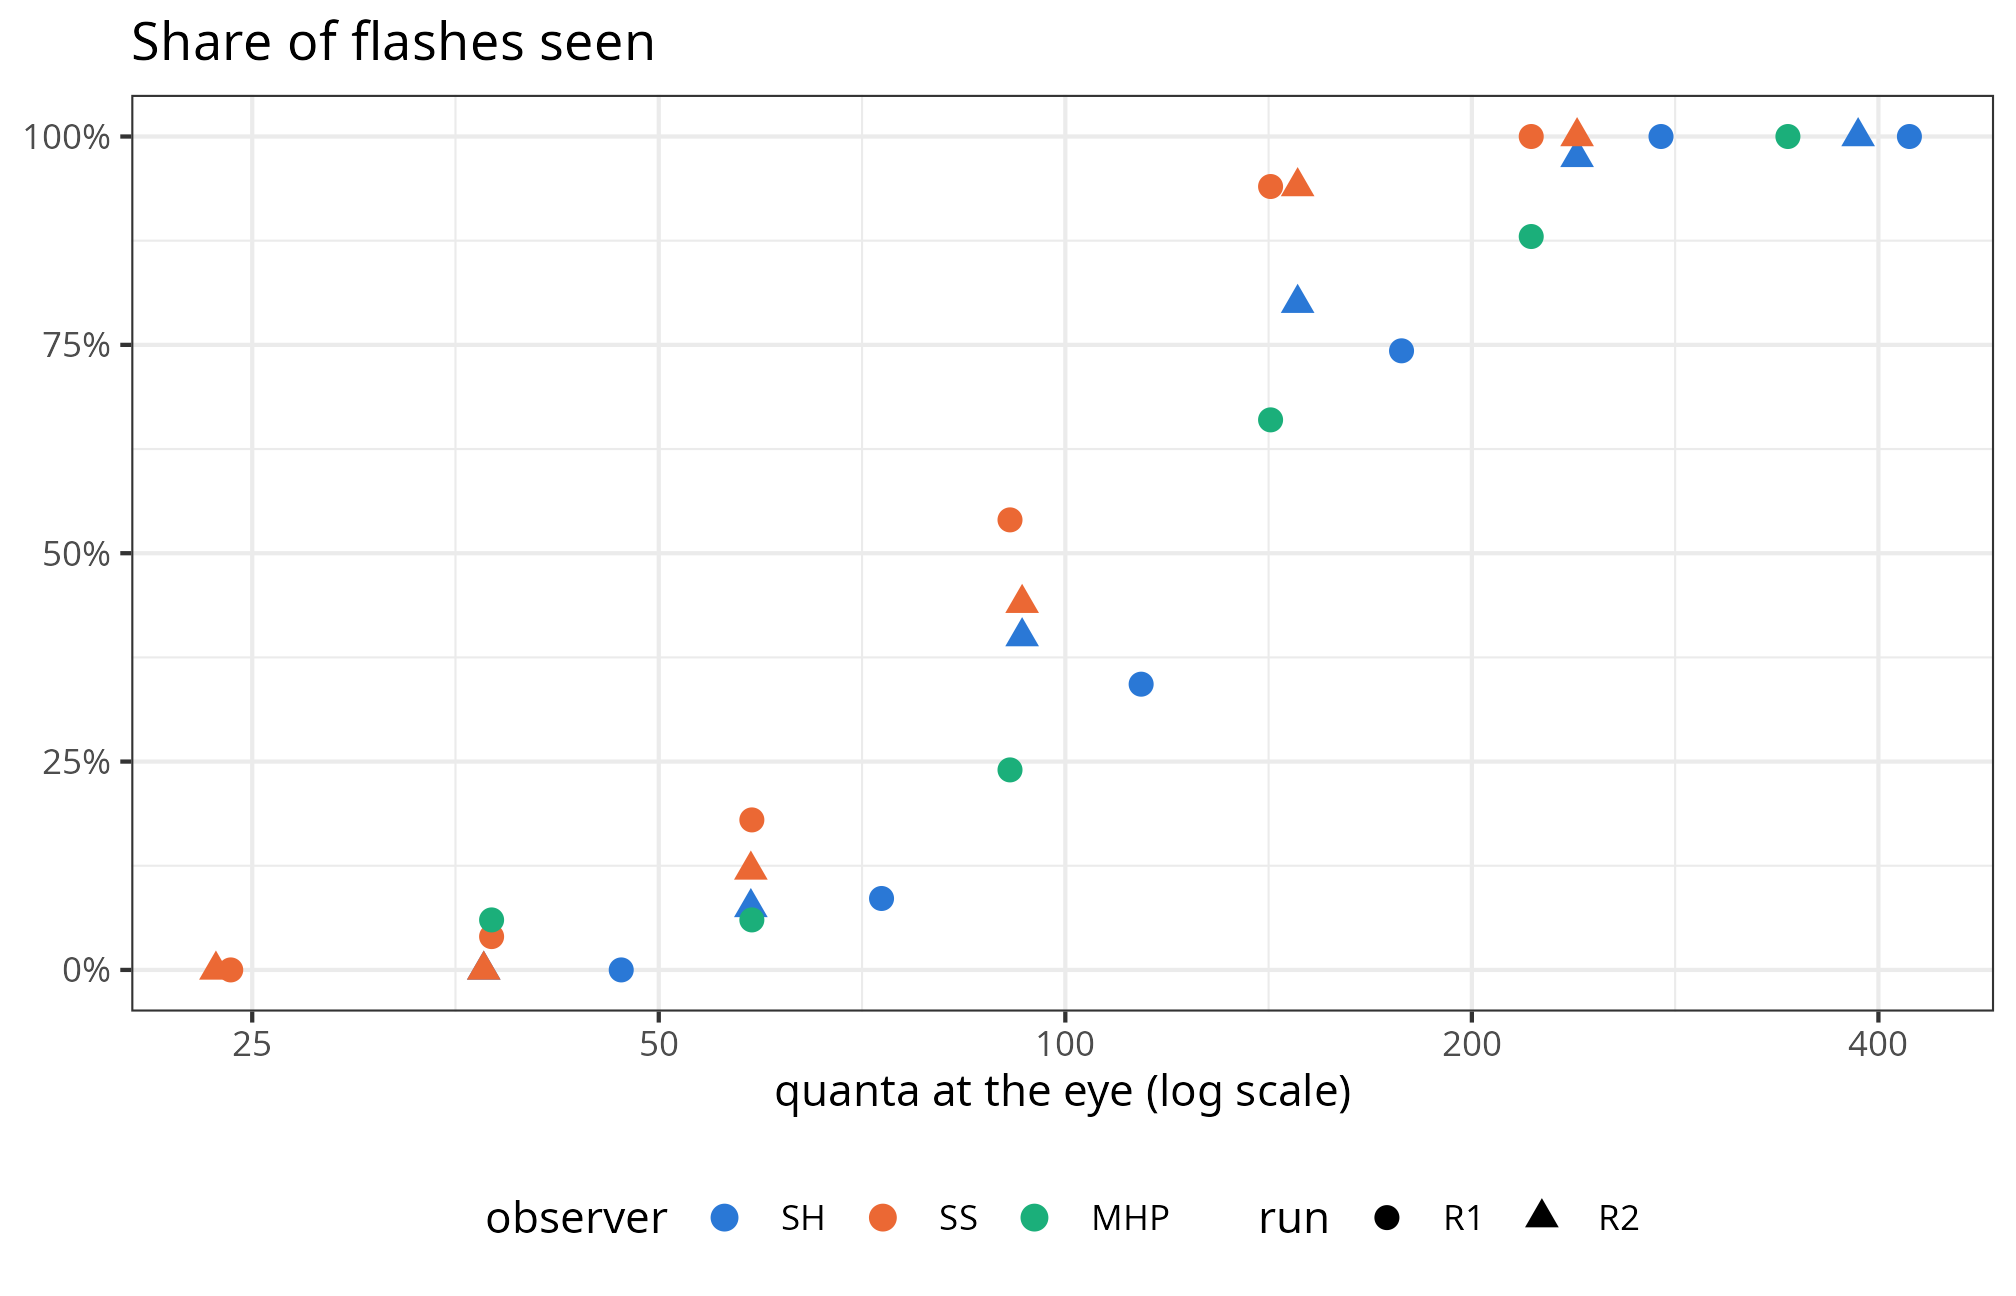 Share of flashes seen
100%
75%
50%
25%
0%
25 50 100 200 400
quanta at the eye (log scale)
observer SH SS MHP run R1 R2